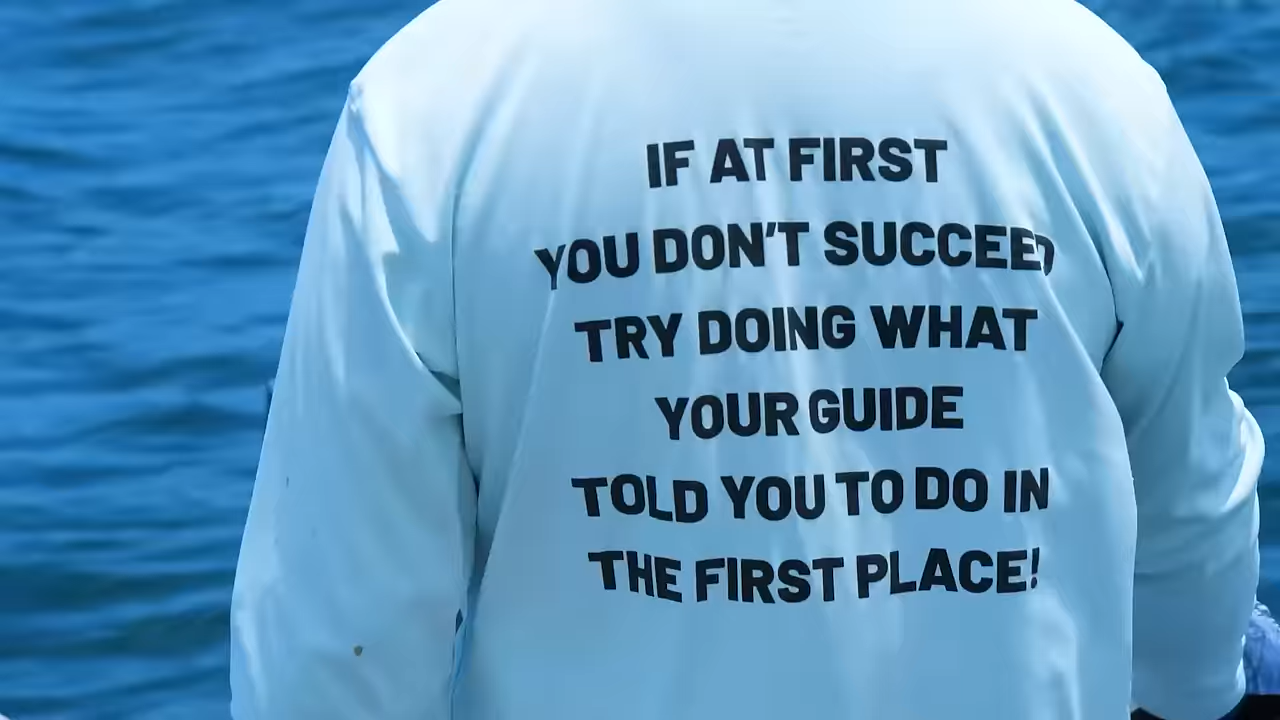 IF AT FIRST
YOU DON'T SUCCEED
TRY DOING WHAT
YOUR GUIDE
TOLD YOU TO DO IN
THE FIRST PLACE!